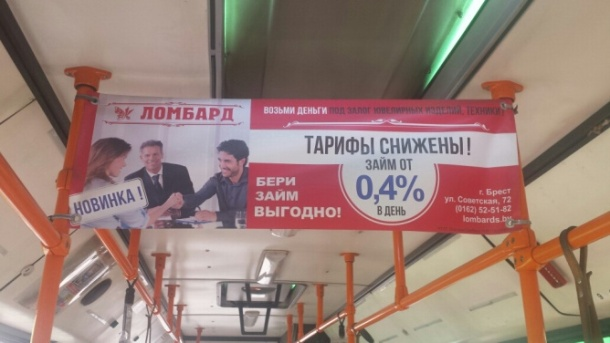 ЛОМБАРД
НОВИНКА !
ВОЗЬМИ ДЕНЬГИ ПОД ЗАЛОГ ЮВЕЛИРНЫХ ИЗДЕЛИЙ, ТЕХНИКИ
ТАРИФЫ СНИЖЕНЫ!
ЗАЙМ ОТ
0,4%
В ДЕНЬ
БЕРИ
ЗАЙМ
ВЫГОДНО!
г. Брест
ул. Советская, 72
(0162) 52-51-82
lombards.by